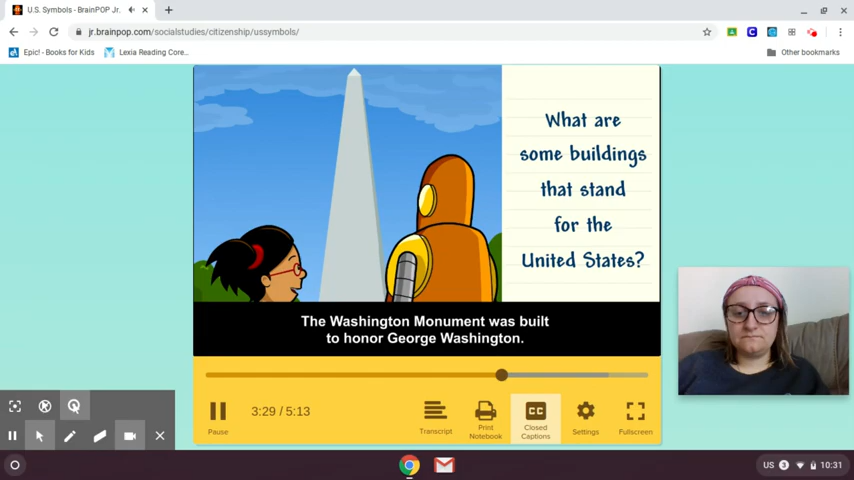 U.S. Symbols - BrainPOP Jr.
jr.brainpop.com/socialstudies/citizenship/ussymbols/
Epic! - Books for Kids
Lexia Reading Core...
Other bookmarks
What are
some buildings
that stand
for the
United States?
The Washington Monument was built
to honor George Washington.
3:29 / 5:13
Pause
Transcript
Print
Notebook
CC
Closed
Captions
Settings
Fullscreen
US 3 10:31